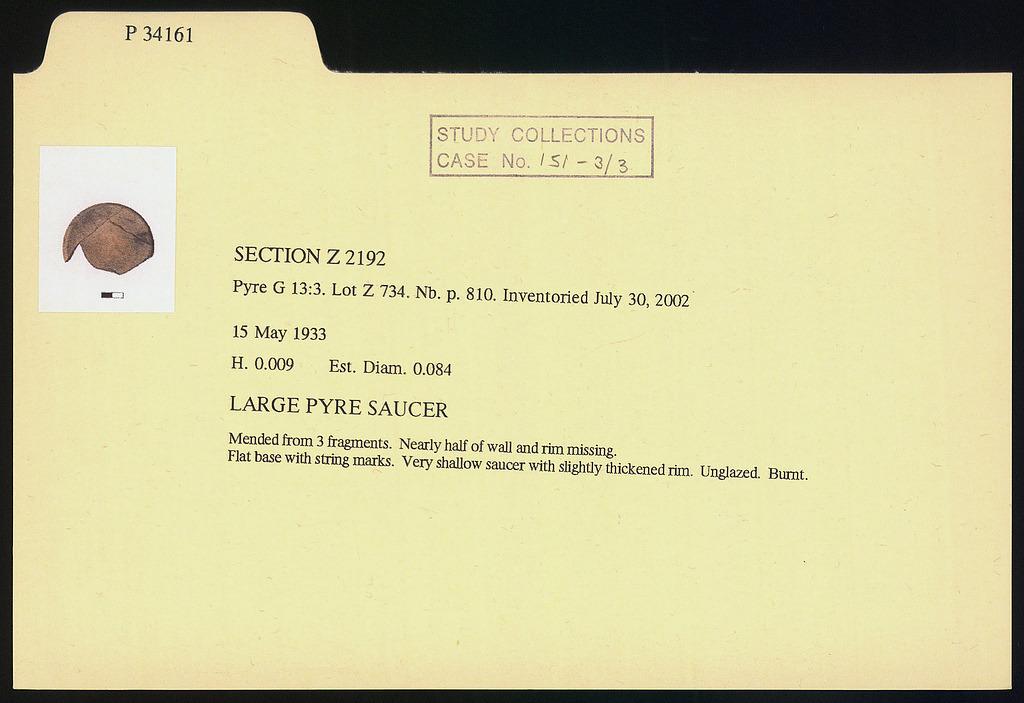 P 34161
STUDY COLLECTIONS
CASE No. 151 - 3/3
SECTION Z 2192
Pyre G 13:3. Lot Z 734. Nb. p. 810. Inventoried July 30, 2002
15 May 1933
H. 0.009 Est. Diam. 0.084
LARGE PYRE SAUCER
Mended from 3 fragments. Nearly half of wall and rim missing.
Flat base with string marks. Very shallow saucer with slightly thickened rim. Unglazed. Burnt.